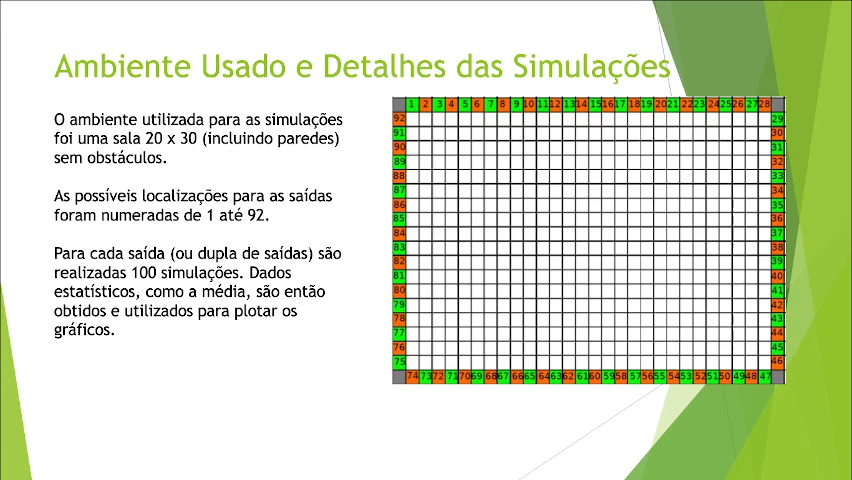 Ambiente Usado e Detalhes das Simulações
O ambiente utilizada para as simulações
foi uma sala 20 x 30 (incluindo paredes)
sem obstáculos.
As possíveis localizações para as saídas
foram numeradas de 1 até 92.
Para cada saída (ou dupla de saídas) são
realizadas 100 simulações. Dados
estatísticos, como a média, são então
obtidos e utilizados para plotar os
gráficos.
1 2 3 4 5 6 7 8 9 10 11 12 13 14 15 16 17 18 19 20 21 22 23 24 25 26 27 28
92 29
91 30
90 31
89 32
88 33
87 34
86 35
85 36
84 37
83 38
82 39
81 40
80 41
79 42
78 43
77 44
76 45
75 46
74 73 72 71 70 69 68 67 66 65 64 63 62 61 60 59 58 57 56 55 54 53 52 51 50 49 48 47